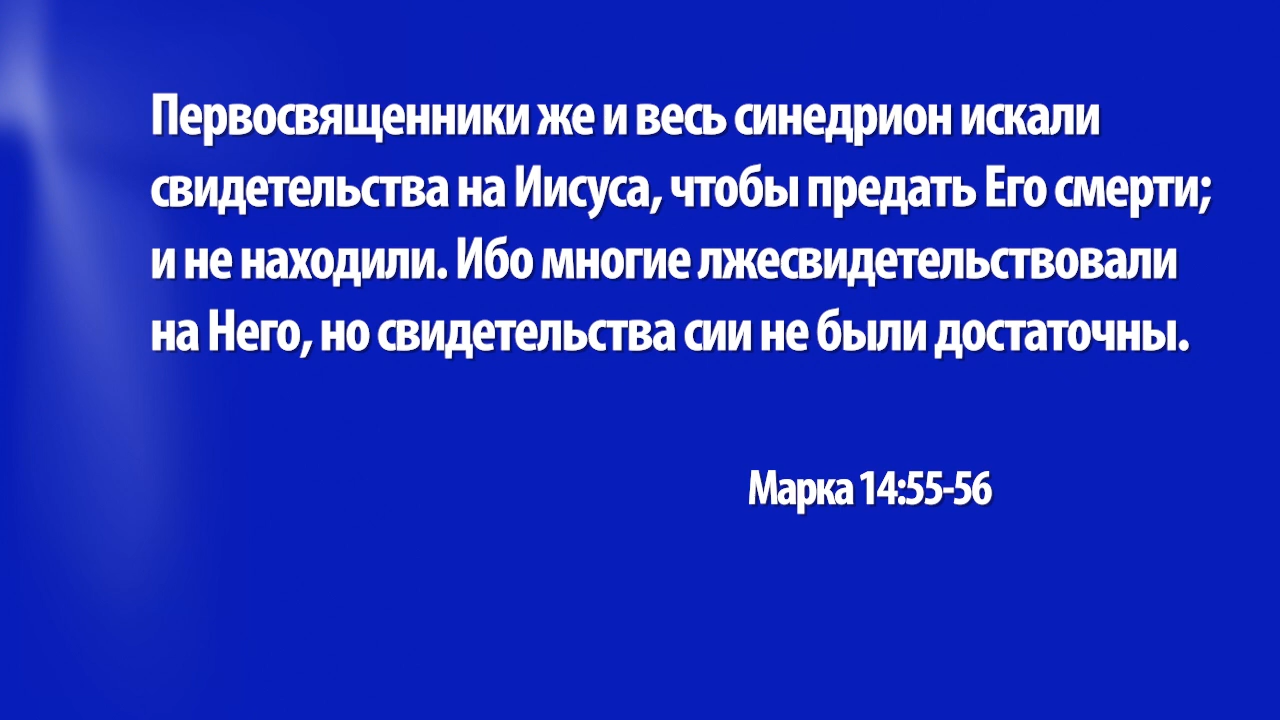 Первосвященники же и весь синедрион искали
свидетельства на Иисуса, чтобы предать Его смерти;
и не находили. Ибо многие лжесвидетельствовали
на Него, но свидетельства сии не были достаточны.
Марка 14:55-56